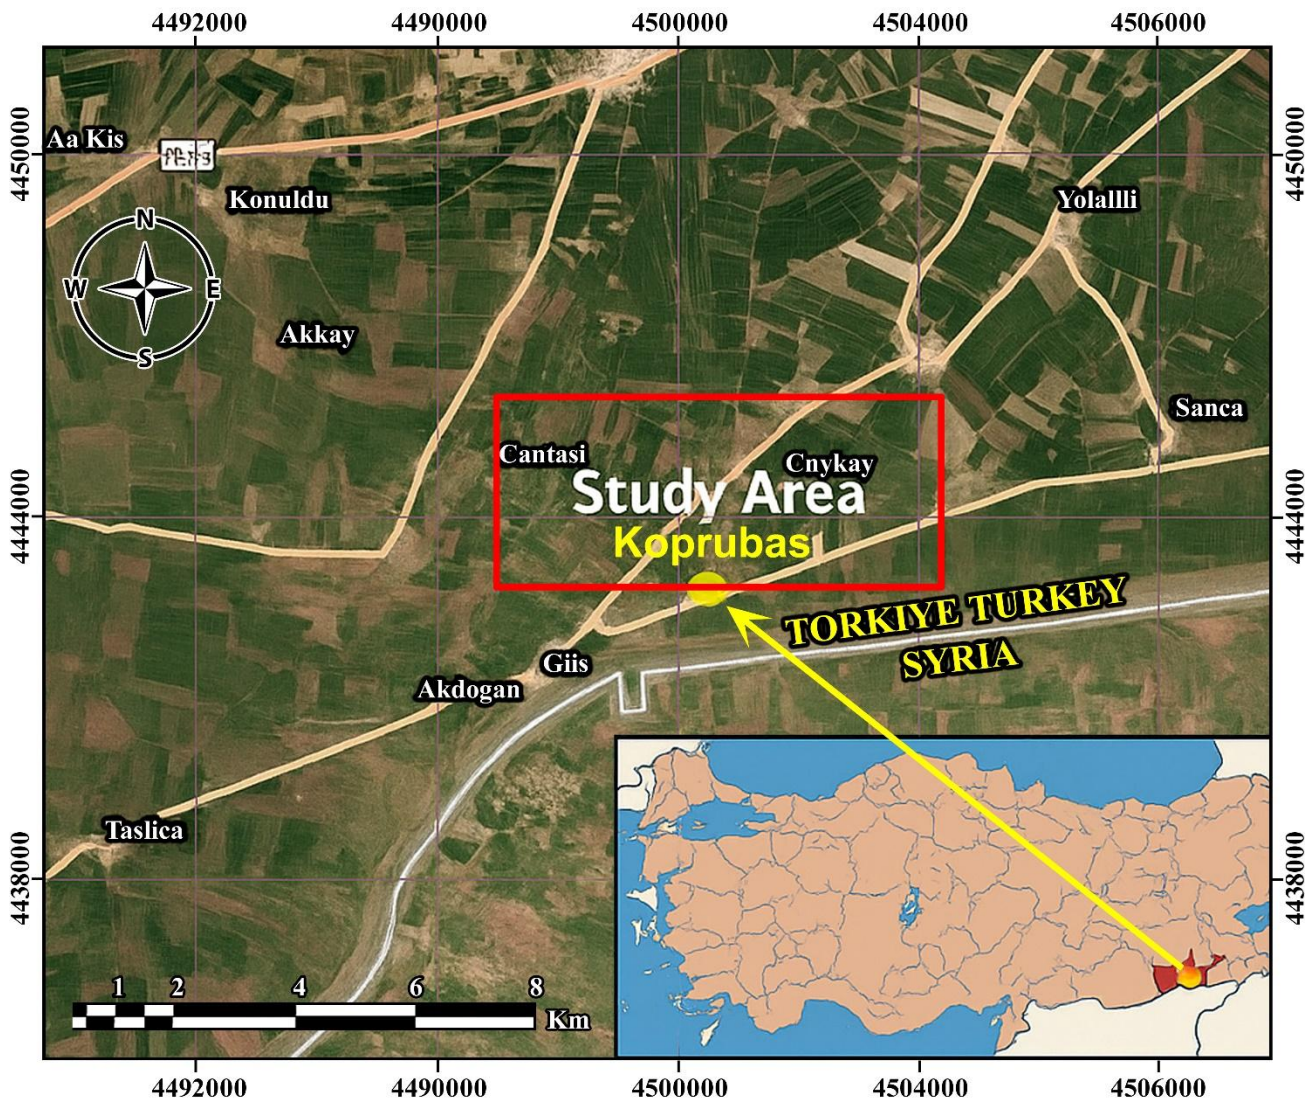 4492000 4490000 4500000 4504000 4506000
4450000
4450000
Aa Kis
Konuldu
Yolallli
N
W E
S
Akkay
Sanca
Cantasi
Cnykay
Study Area
4444000
4444000
Koprubas
TORKIYE TURKEY
SYRIA
Giis
Akdogan
Taslica
4438000
4438000
1 2 4 6 8
Km
4492000 4490000 4500000 4504000 4506000